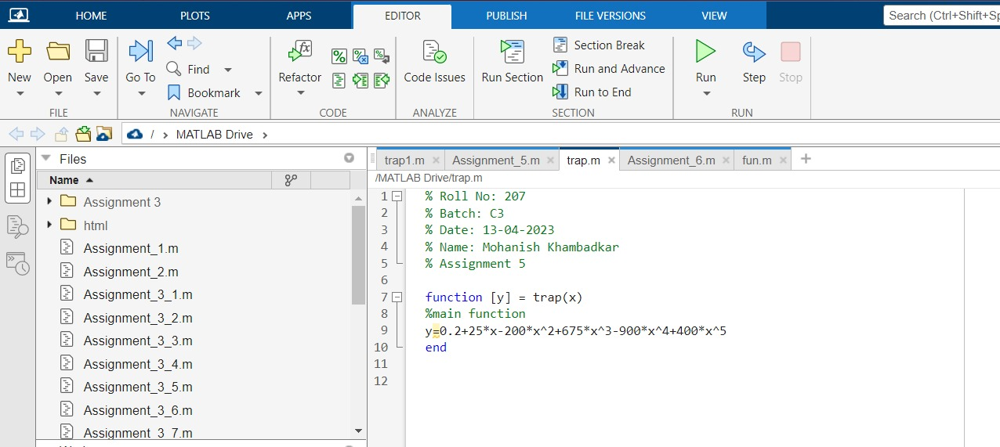 HOME PLOTS APPS EDITOR PUBLISH FILE VERSIONS VIEW Search (Ctrl+Shift+Sp
New Open Save Go To Find Bookmark Refactor Code Issues Run Section Section Break Run and Advance Run to End Run Step Stop
FILE NAVIGATE CODE ANALYZE SECTION RUN
/ > MATLAB Drive >
Files
Name
Assignment 3
html
Assignment_1.m
Assignment_2.m
Assignment_3_1.m
Assignment_3_2.m
Assignment_3_3.m
Assignment_3_4.m
Assignment_3_5.m
Assignment_3_6.m
Assignment_3_7.m
trap1.m × Assignment_5.m × trap.m × Assignment_6.m × fun.m × +
/MATLAB Drive/trap.m
1 % Roll No: 207
2 % Batch: C3
3 % Date: 13-04-2023
4 % Name: Mohanish Khambadkar
5 % Assignment 5
6
7 function [y] = trap(x)
8 %main function
9 y=0.2+25*x-200*x^2+675*x^3-900*x^4+400*x^5
10 end
11
12